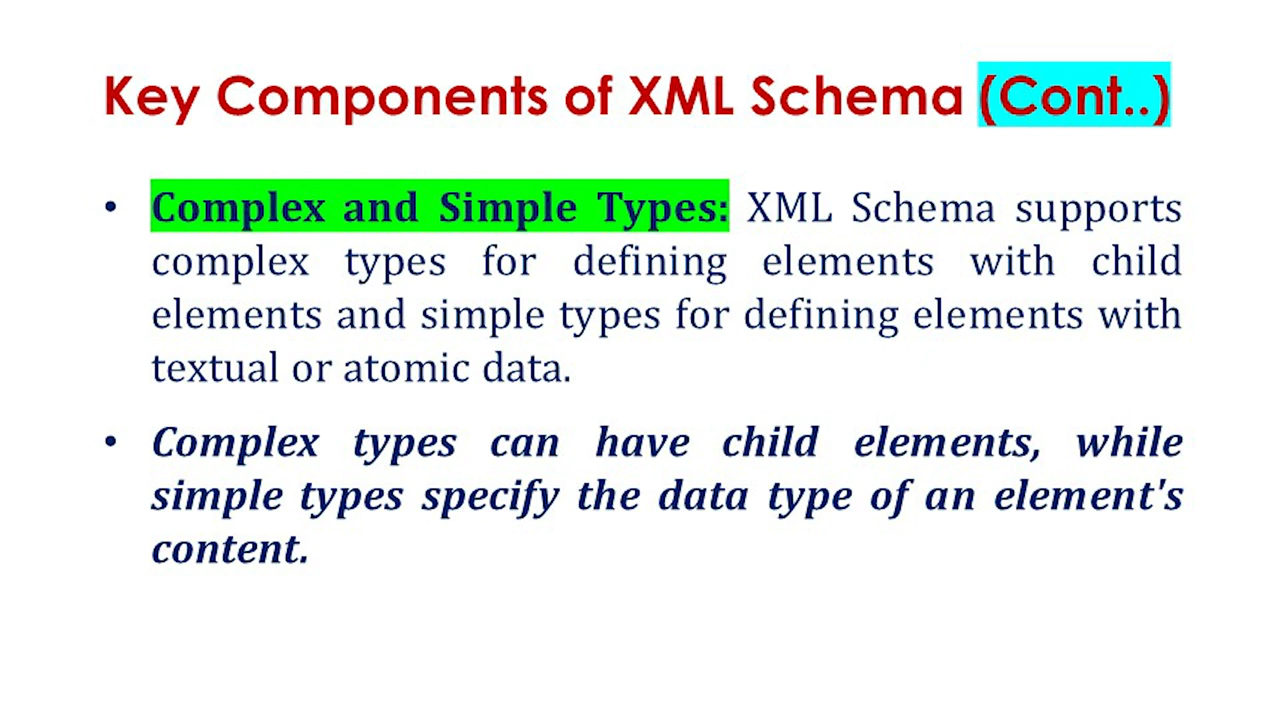 Key Components of XML Schema (Cont..)
• Complex and Simple Types: XML Schema supports
complex types for defining elements with child
elements and simple types for defining elements with
textual or atomic data.
• Complex types can have child elements, while
simple types specify the data type of an element's
content.